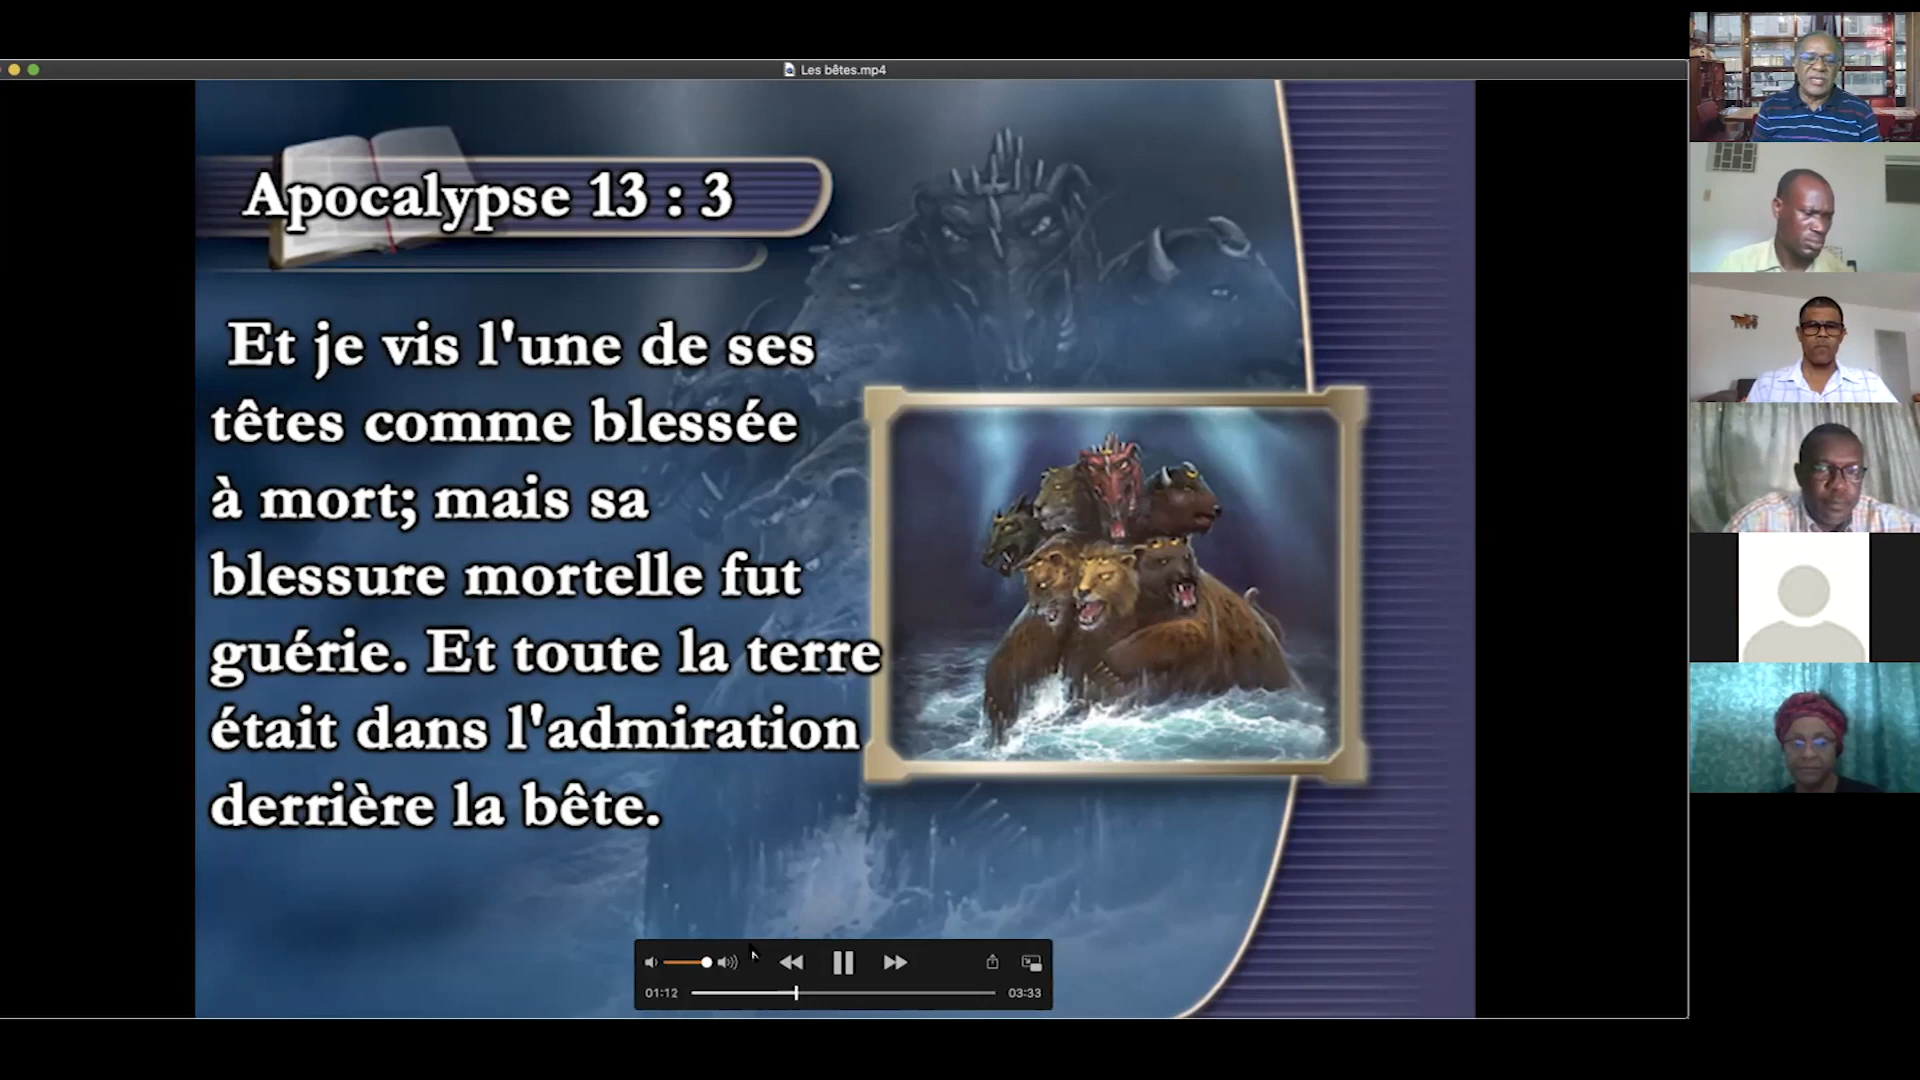 Les bêtes.mp4
Apocalypse 13 : 3
Et je vis l'une de ses
têtes comme blessée
à mort; mais sa
blessure mortelle fut
guérie. Et toute la terre
était dans l'admiration
derrière la bête.
01:12
03:33